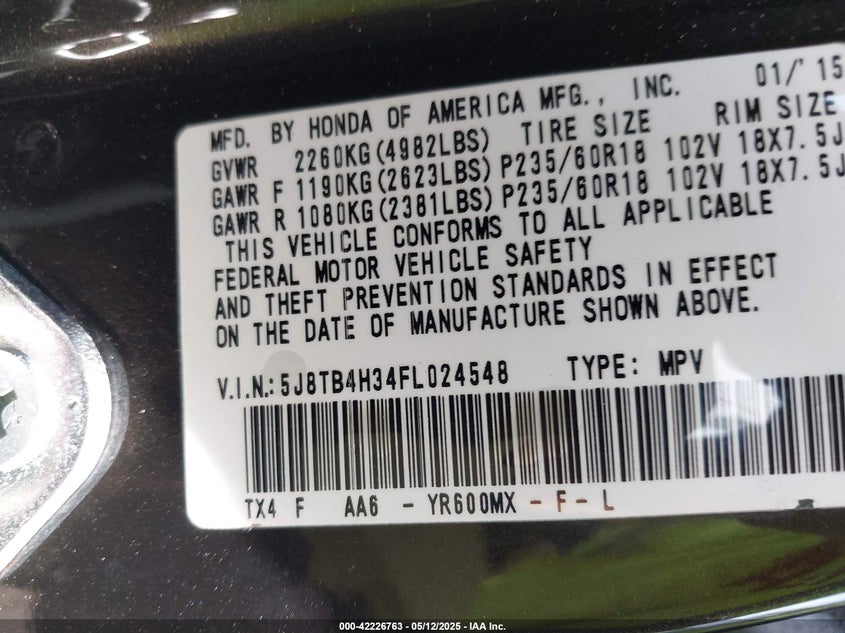 MFD. BY HONDA OF AMERICA MFG., INC. 01/'15
GVWR 2260KG(4982LBS) TIRE SIZE RIM SIZE
GAWR F 1190KG(2623LBS) P235/60R18 102V 18X7.5J
GAWR R 1080KG(2381LBS) P235/60R18 102V 18X7.5J
THIS VEHICLE CONFORMS TO ALL APPLICABLE
FEDERAL MOTOR VEHICLE SAFETY
AND THEFT PREVENTION STANDARDS IN EFFECT
ON THE DATE OF MANUFACTURE SHOWN ABOVE.
V.I.N.: 5J8TB4H34FL024548 TYPE: MPV
TX4 F AA6 - YR600MX - F - L
000-42226763 - 05/12/2025 - IAA Inc.